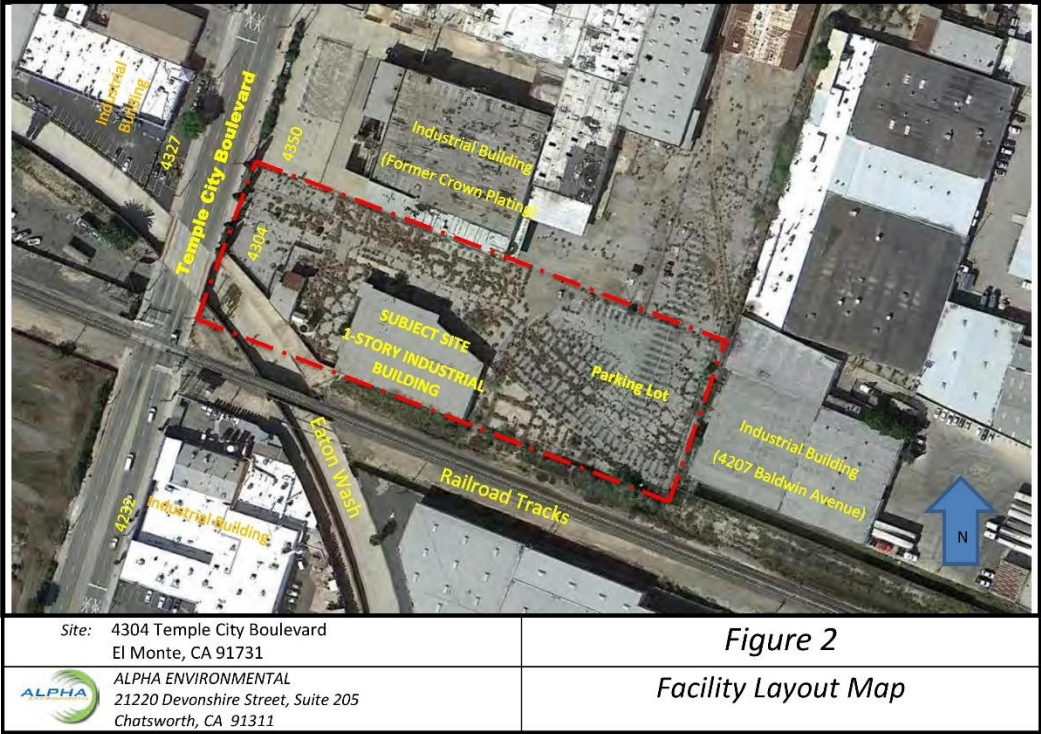 Industrial
Building
4327
Temple City Boulevard
4350
Industrial Building
(Former Crown Plating)
4304
SUBJECT SITE
1-STORY INDUSTRIAL
BUILDING
Parking Lot
Industrial Building
(4207 Baldwin Avenue)
Eaton Wash
Railroad Tracks
4232
Industrial Building
N
Site: 4304 Temple City Boulevard
El Monte, CA 91731
ALPHA
ALPHA ENVIRONMENTAL
21220 Devonshire Street, Suite 205
Chatsworth, CA 91311
Figure 2
Facility Layout Map